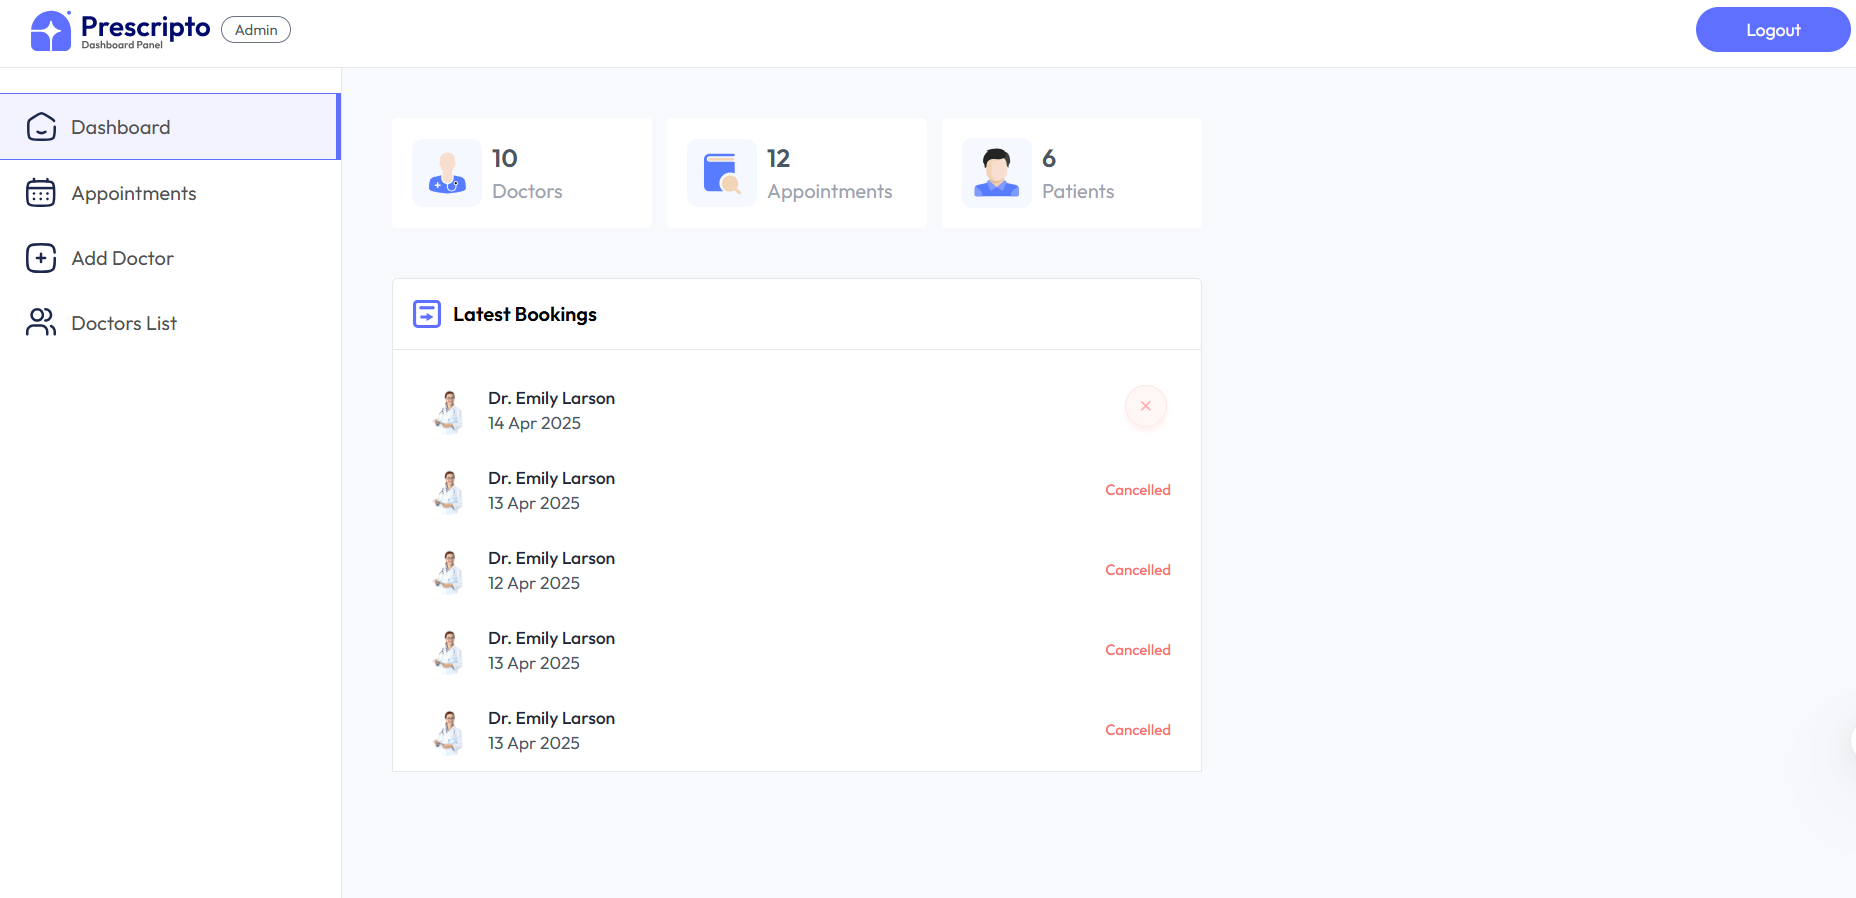 Prescripto
Dashboard Panel
Admin
Logout
Dashboard
Appointments
Add Doctor
Doctors List
10
Doctors
12
Appointments
6
Patients
Latest Bookings
Dr. Emily Larson
14 Apr 2025
Dr. Emily Larson
13 Apr 2025
Cancelled
Dr. Emily Larson
12 Apr 2025
Cancelled
Dr. Emily Larson
13 Apr 2025
Cancelled
Dr. Emily Larson
13 Apr 2025
Cancelled